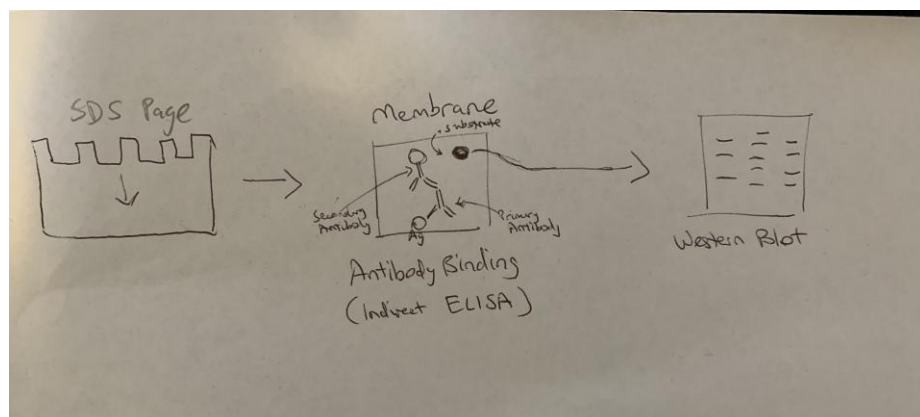 SDS Page
Membrane
substrate
Secondary
Antibody
Primary
Antibody
Ag
Antibody Binding
(Indirect ELISA)
Western Blot